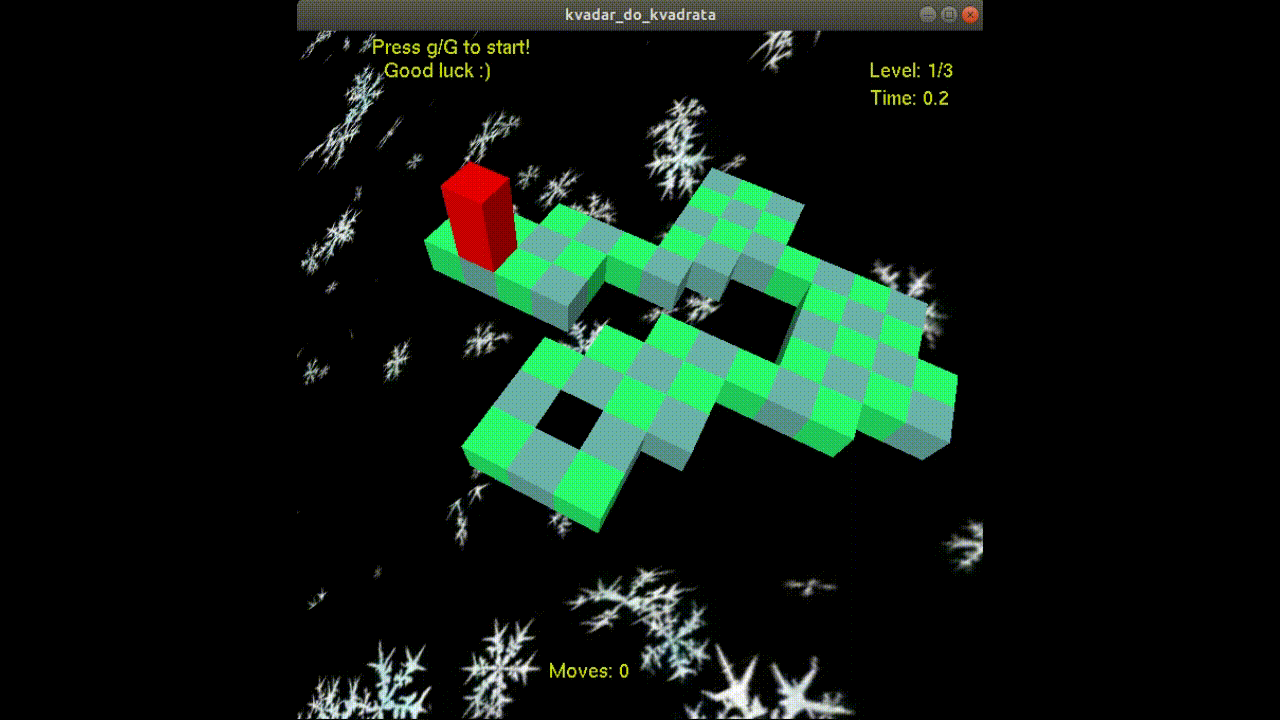 kvadar_do_kvadrata
Press g/G to start!
Good luck :)
Level: 1/3
Time: 0.2
Moves: 0